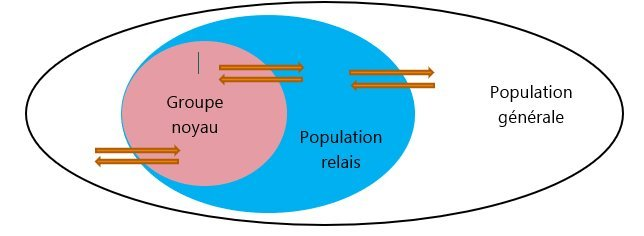 Groupe
noyau
Population
relais
Population
générale